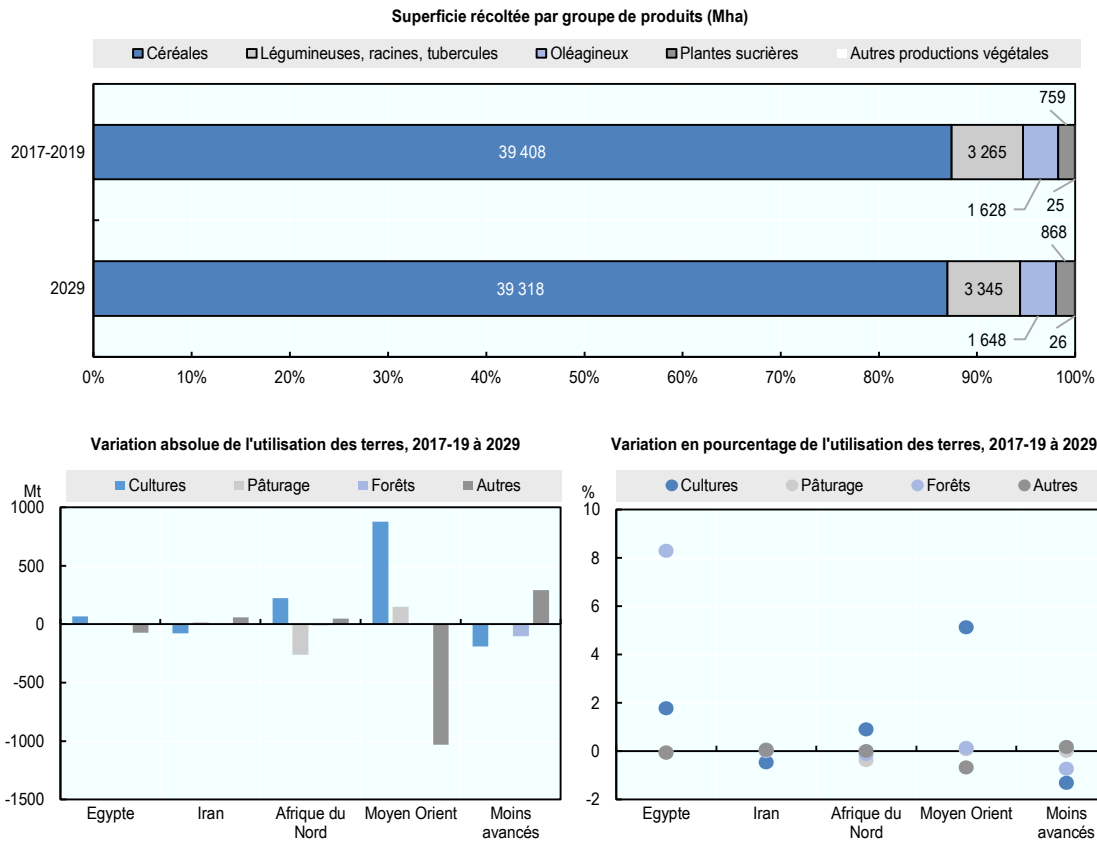 Superficie récoltée par groupe de produits (Mha)
Céréales Légumineuses, racines, tubercules Oléagineux Plantes sucrières Autres productions végétales
759
2017-2019 39 408 3 265
1 628 25
868
2029 39 318 3 345
1 648 26
0% 10% 20% 30% 40% 50% 60% 70% 80% 90% 100%
Variation absolue de l'utilisation des terres, 2017-19 à 2029
Mt
Cultures Pâturage Forêts Autres
1000
500
0
-500
-1000
-1500
Egypte Iran Afrique du Moyen Orient Moins
Nord avancés
Variation en pourcentage de l'utilisation des terres, 2017-19 à 2029
%
Cultures Pâturage Forêts Autres
10
8
6
4
2
0
-2
Egypte Iran Afrique du Moyen Orient Moins
Nord avancés